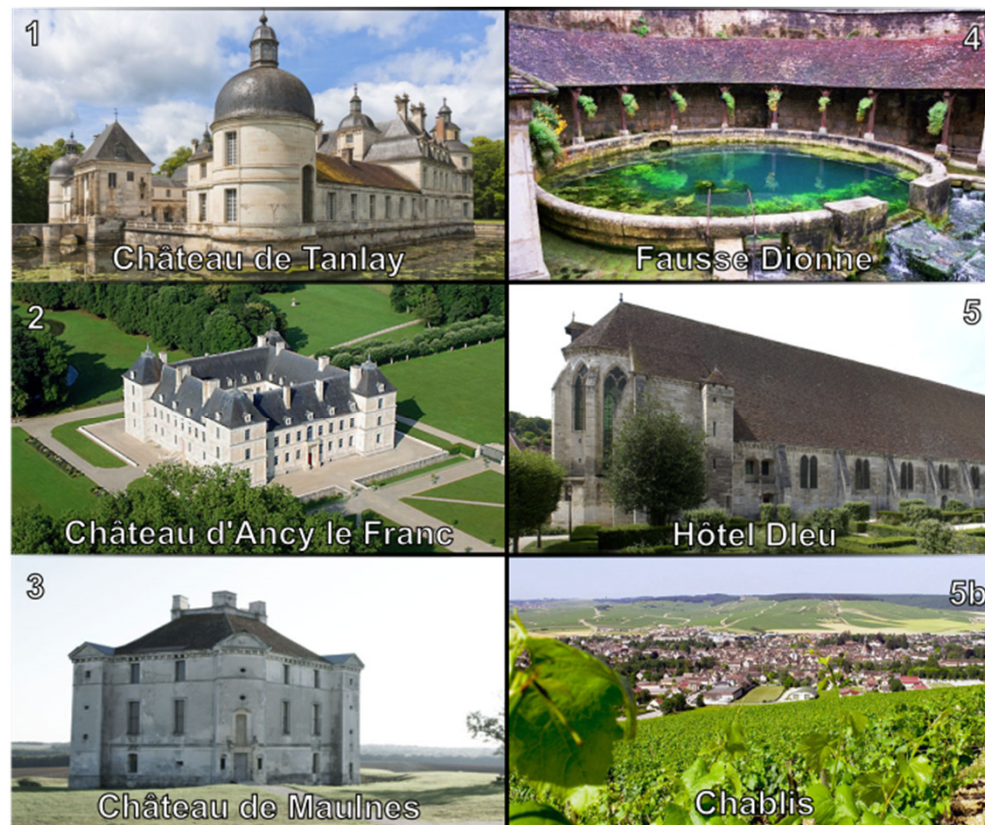 1
Château de Tanlay
2
Château d'Ancy le Franc
3
Château de Maulnes
4
Fausse Dionne
5
Hôtel DIeu
5b
Chablis